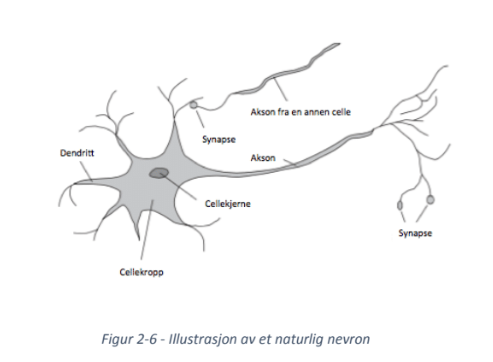 Akson fra en annen celle
Synapse
Dendritt
Akson
Cellekjerne
Synapse
Cellekropp
Figur 2-6 - Illustrasjon av et naturlig nevron